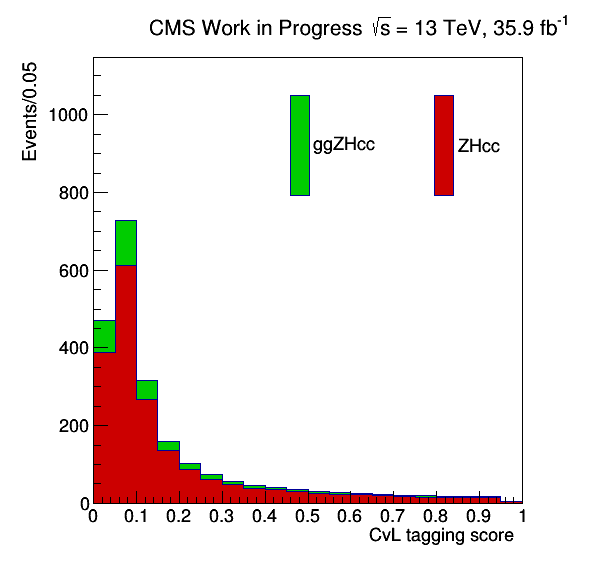 CMS Work in Progress √s = 13 TeV, 35.9 fb⁻¹
Events/0.05
1000
800
600
400
200
0
ggZHcc
ZHcc
0 0.1 0.2 0.3 0.4 0.5 0.6 0.7 0.8 0.9 1
CvL tagging score